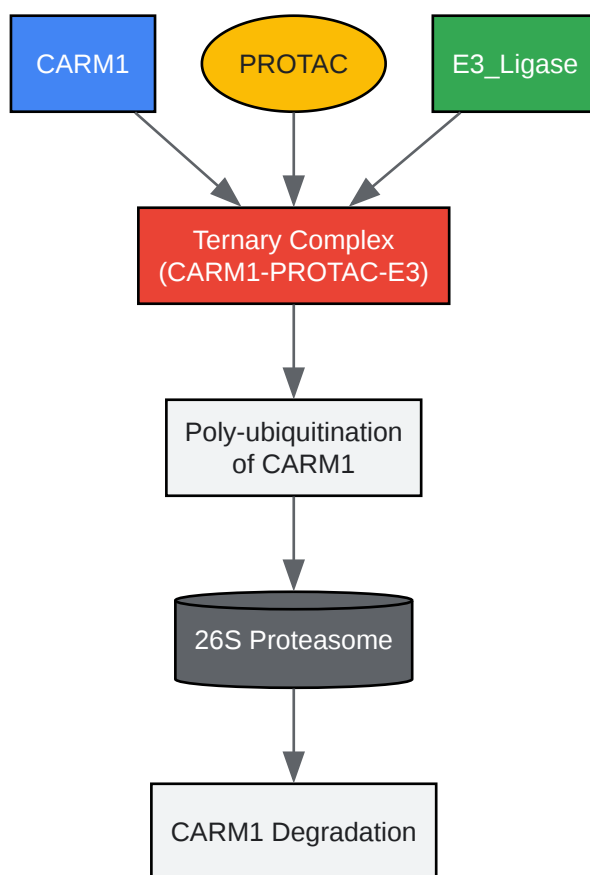 CARM1
PROTAC
E3_Ligase
Ternary Complex
(CARM1-PROTAC-E3)
Poly-ubiquitination
of CARM1
26S Proteasome
CARM1 Degradation